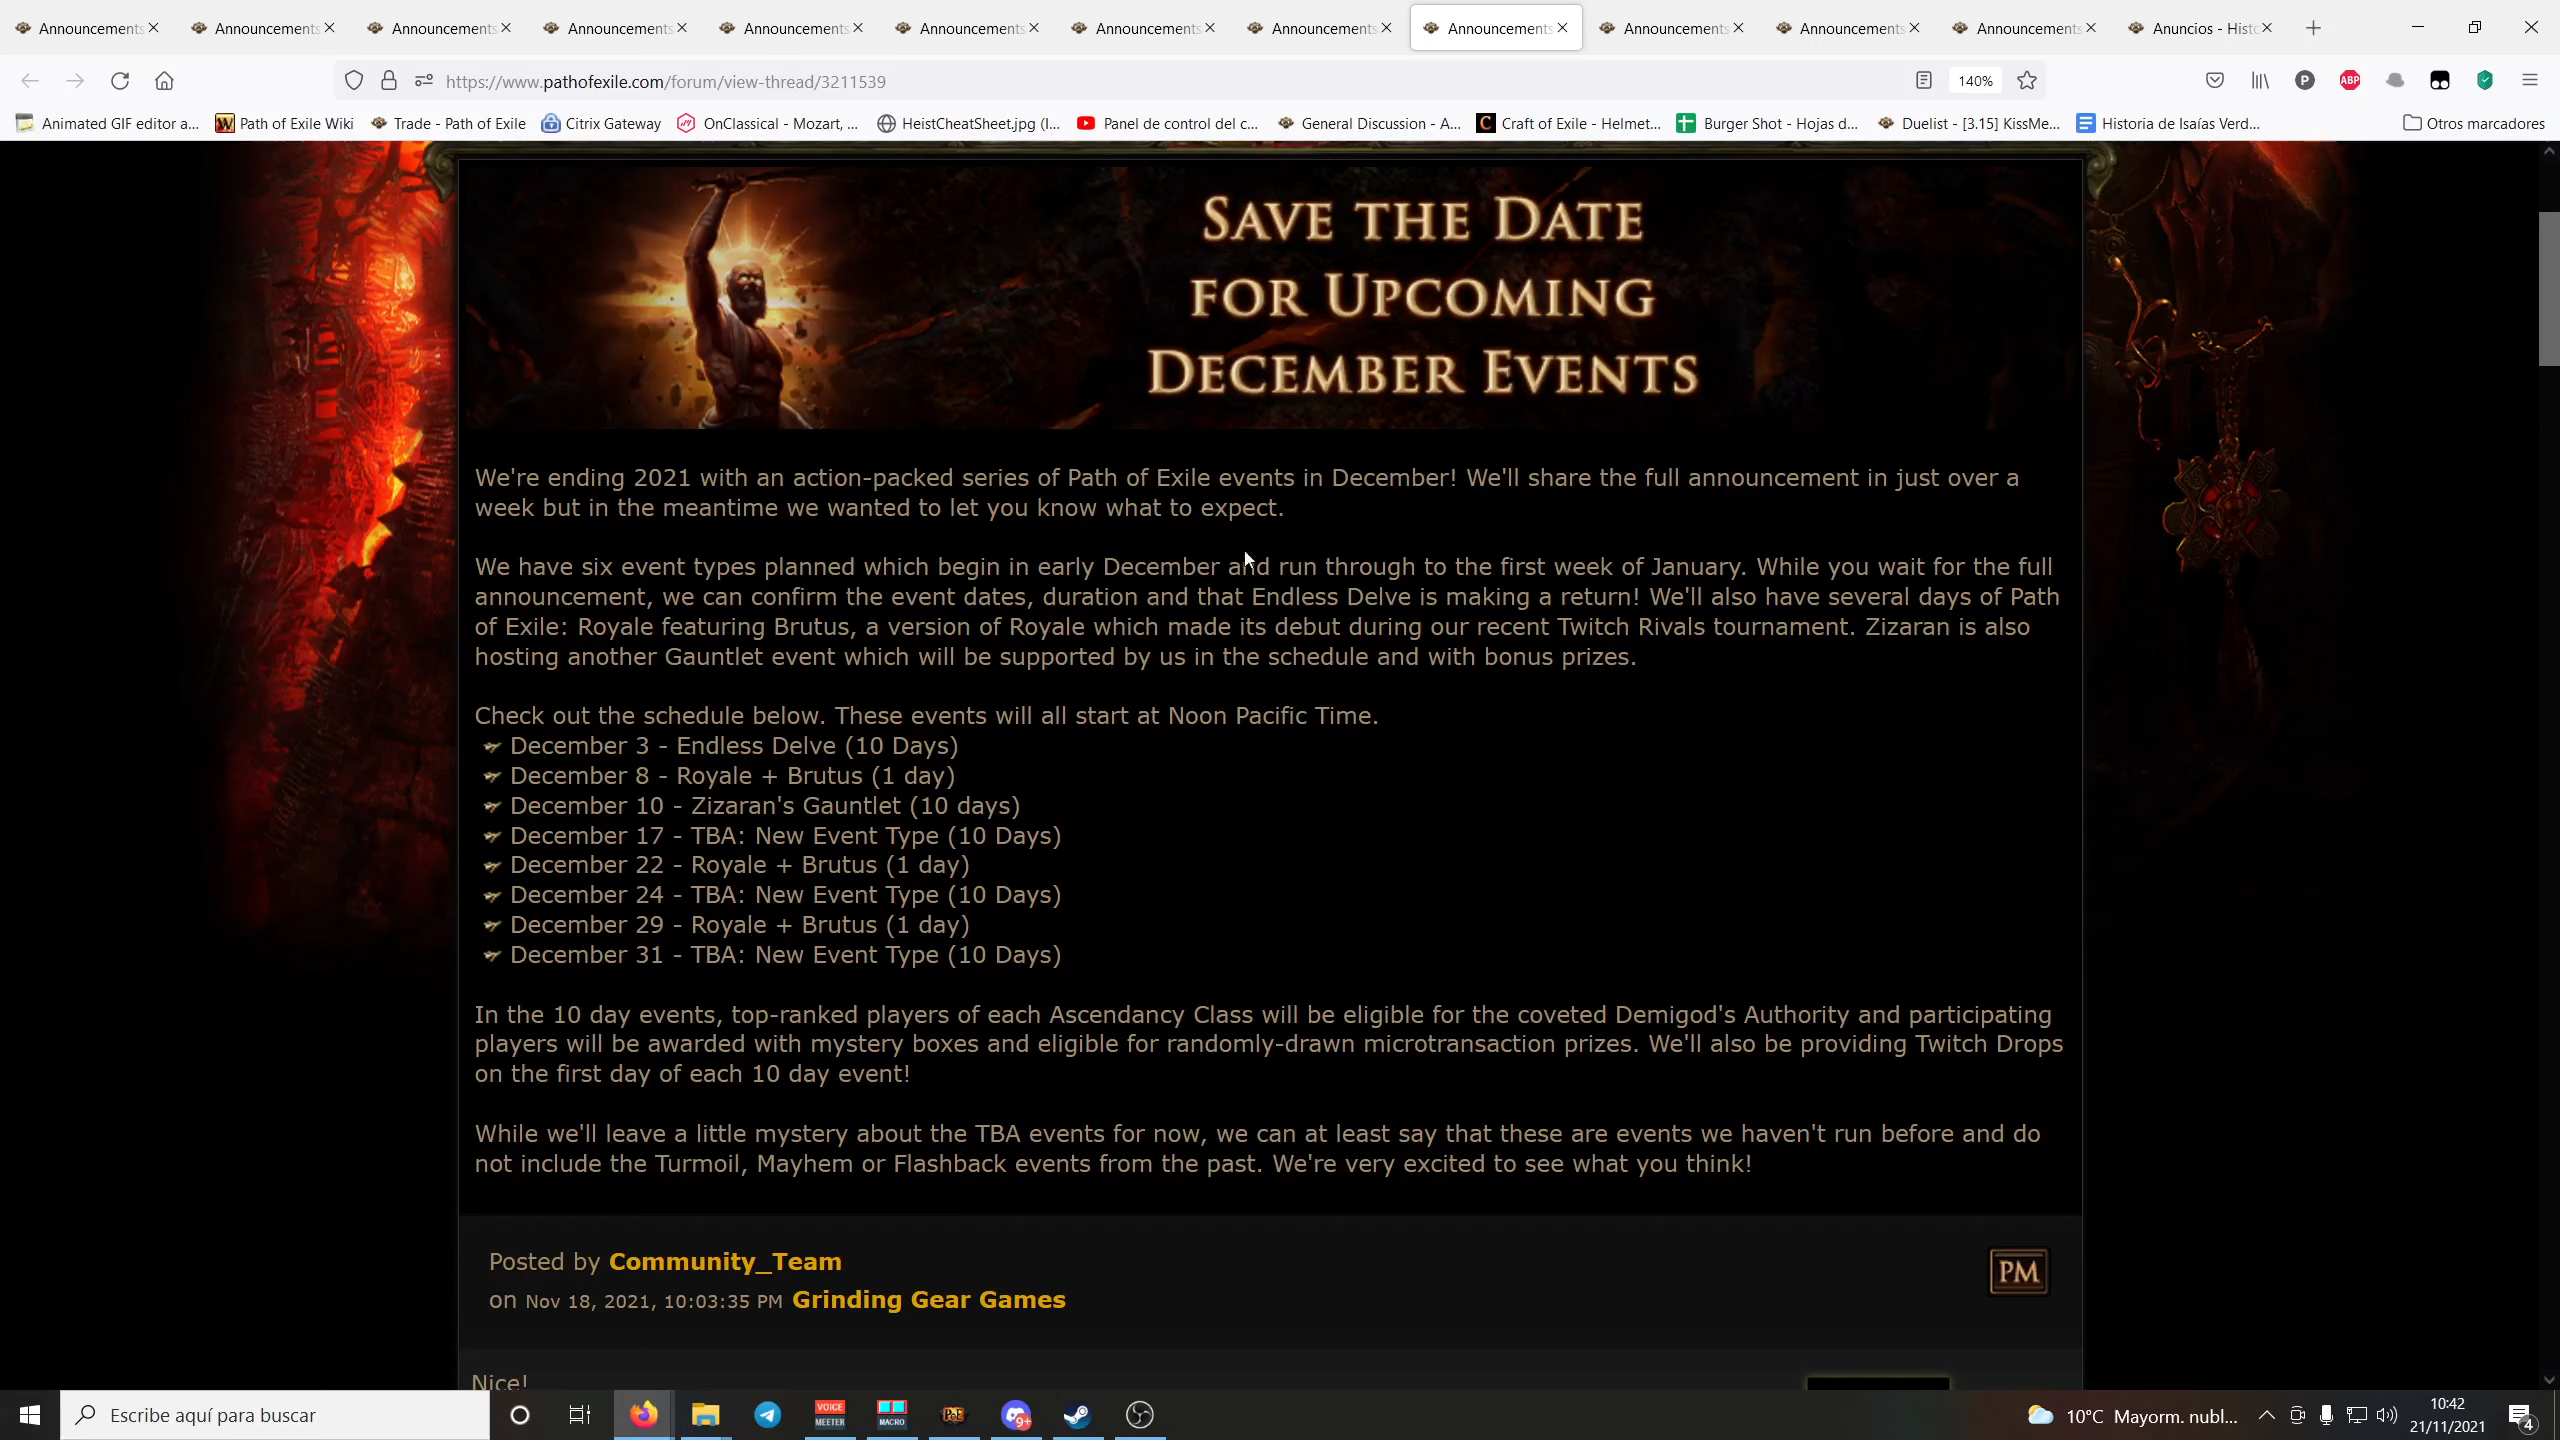 Announcements
Announcements
Announcements
Announcements
Announcements
Announcements
Announcements
Announcements
Announcements
Announcements
Announcements
Announcements
Anuncios - Histo
https://www.pathofexile.com/forum/view-thread/3211539
140%
P
ABP
Animated GIF editor a...
Path of Exile Wiki
Trade - Path of Exile
Citrix Gateway
OnClassical - Mozart, ...
HeistCheatSheet.jpg (I...
Panel de control del c...
General Discussion - A...
C
Craft of Exile - Helmet...
Burger Shot - Hojas d...
Duelist - [3.15] KissMe...
Historia de Isaías Verd...
Otros marcadores
SAVE THE DATE
FOR UPCOMING
DECEMBER EVENTS
We're ending 2021 with an action-packed series of Path of Exile events in December! We'll share the full announcement in just over a
week but in the meantime we wanted to let you know what to expect.
We have six event types planned which begin in early December and run through to the first week of January. While you wait for the full
announcement, we can confirm the event dates, duration and that Endless Delve is making a return! We'll also have several days of Path
of Exile: Royale featuring Brutus, a version of Royale which made its debut during our recent Twitch Rivals tournament. Zizaran is also
hosting another Gauntlet event which will be supported by us in the schedule and with bonus prizes.
Check out the schedule below. These events will all start at Noon Pacific Time.
December 3 - Endless Delve (10 Days)
December 8 - Royale + Brutus (1 day)
December 10 - Zizaran's Gauntlet (10 days)
December 17 - TBA: New Event Type (10 Days)
December 22 - Royale + Brutus (1 day)
December 24 - TBA: New Event Type (10 Days)
December 29 - Royale + Brutus (1 day)
December 31 - TBA: New Event Type (10 Days)
In the 10 day events, top-ranked players of each Ascendancy Class will be eligible for the coveted Demigod's Authority and participating
players will be awarded with mystery boxes and eligible for randomly-drawn microtransaction prizes. We'll also be providing Twitch Drops
on the first day of each 10 day event!
While we'll leave a little mystery about the TBA events for now, we can at least say that these are events we haven't run before and do
not include the Turmoil, Mayhem or Flashback events from the past. We're very excited to see what you think!
Posted by Community_Team
PM
on Nov 18, 2021, 10:03:35 PM Grinding Gear Games
Nice!
Escribe aquí para buscar
VOICE
MEETER
MACRO
PoE
9+
10°C Mayorm. nubl...
10:42
21/11/2021
4